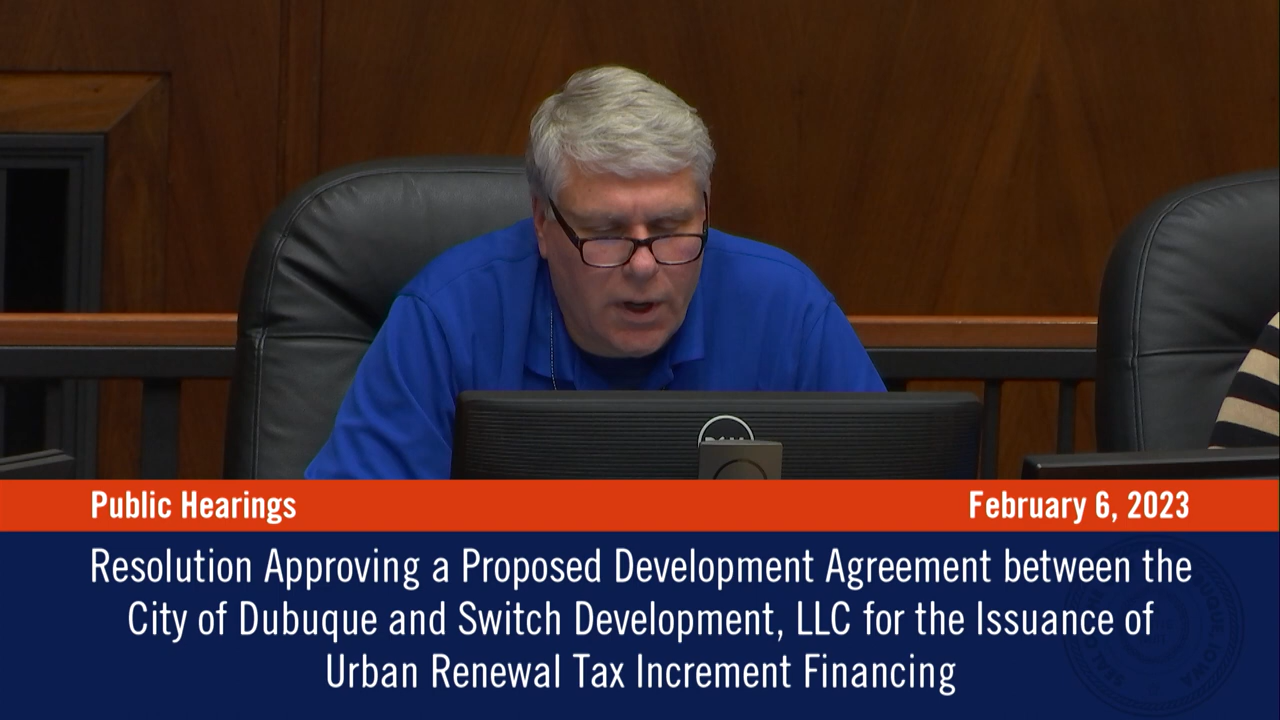 Public Hearings
February 6, 2023
Resolution Approving a Proposed Development Agreement between the
City of Dubuque and Switch Development, LLC for the Issuance of
Urban Renewal Tax Increment Financing